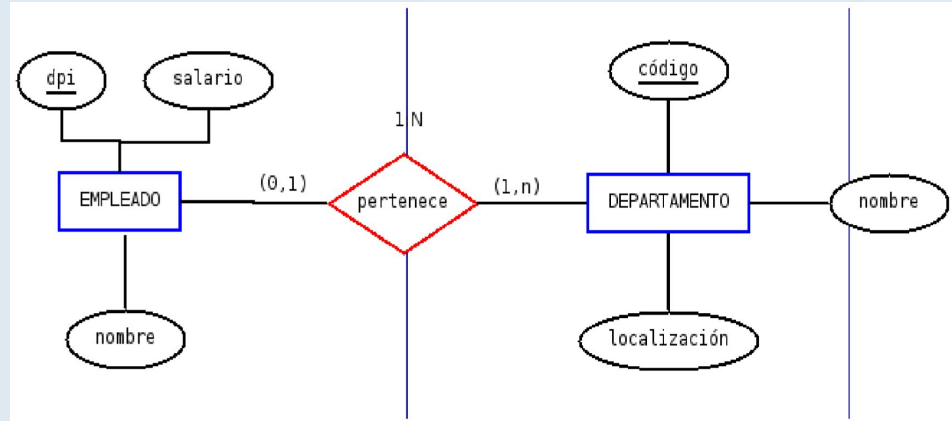 dpi
salario
código
1 N
(0,1)
(1,n)
EMPLEADO
pertenece
DEPARTAMENTO
nombre
nombre
localización